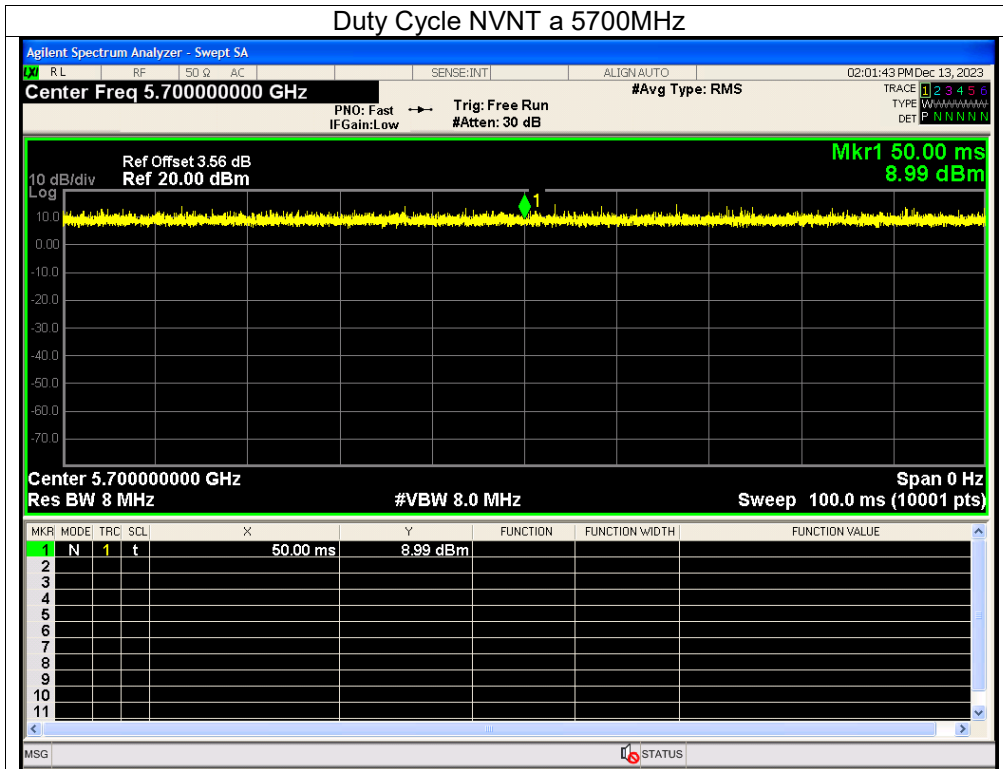 Duty Cycle NVNT a 5700MHz
Agilent Spectrum Analyzer - Swept SA
LXI RL RF 50 Ω AC SENSE:INT ALIGN AUTO 02:01:43 PM Dec 13, 2023
Center Freq 5.700000000 GHz #Avg Type: RMS TRACE 1 2 3 4 5 6
PNO: Fast Trig: Free Run TYPE WWWWWW
IFGain:Low #Atten: 30 dB DET P N N N N N
Mkr1 50.00 ms
8.99 dBm
Ref Offset 3.56 dB
10 dB/div Ref 20.00 dBm
Log
1
10.0
0.00
-10.0
-20.0
-30.0
-40.0
-50.0
-60.0
-70.0
Center 5.700000000 GHz Span 0 Hz
Res BW 8 MHz #VBW 8.0 MHz Sweep 100.0 ms (10001 pts)
MKR MODE TRC SCL X Y FUNCTION FUNCTION WIDTH FUNCTION VALUE
1 N 1 t 50.00 ms 8.99 dBm
2
3
4
5
6
7
8
9
10
11
MSG STATUS